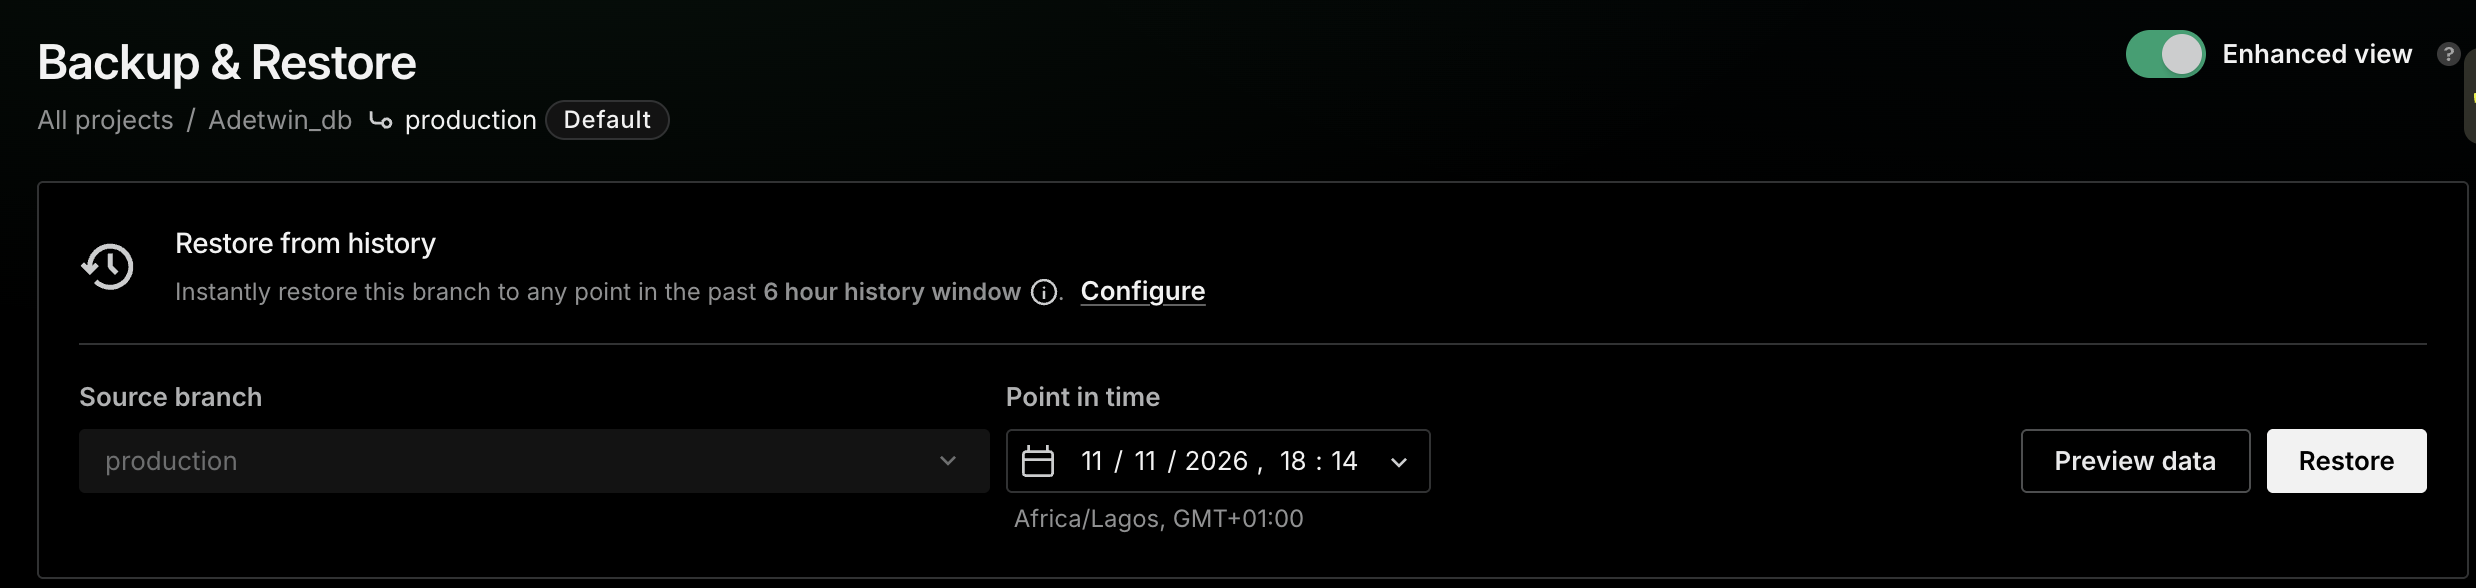 Backup & Restore
Enhanced view ?
All projects / Adetwin_db production Default
Restore from history
Instantly restore this branch to any point in the past 6 hour history window . Configure
Source branch
Point in time
production
11 / 11 / 2026 , 18 : 14
Preview data
Restore
Africa/Lagos, GMT+01:00